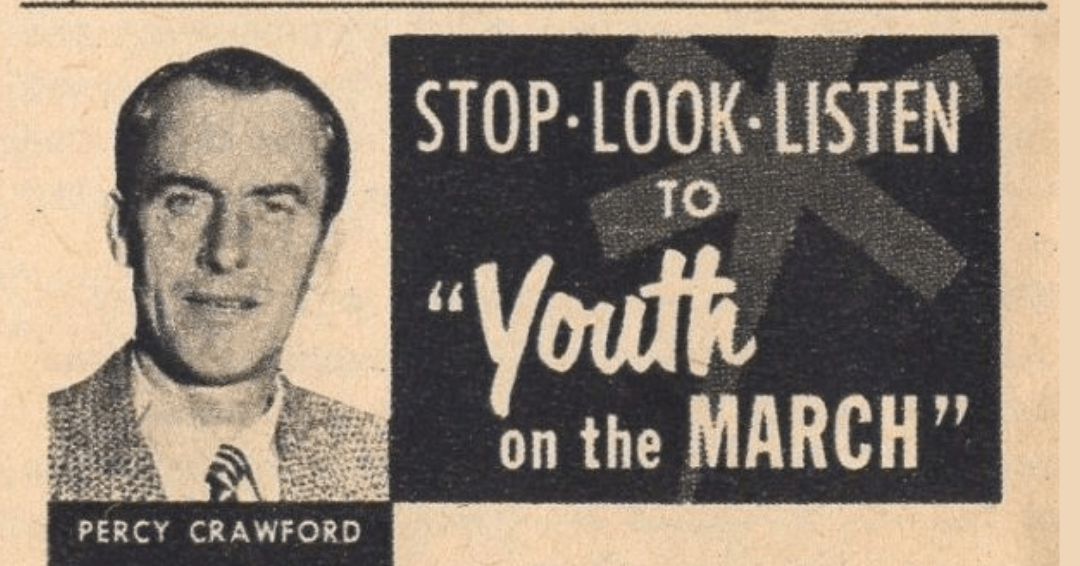 STOP·LOOK·LISTEN
TO
"Youth
on the MARCH"
PERCY CRAWFORD